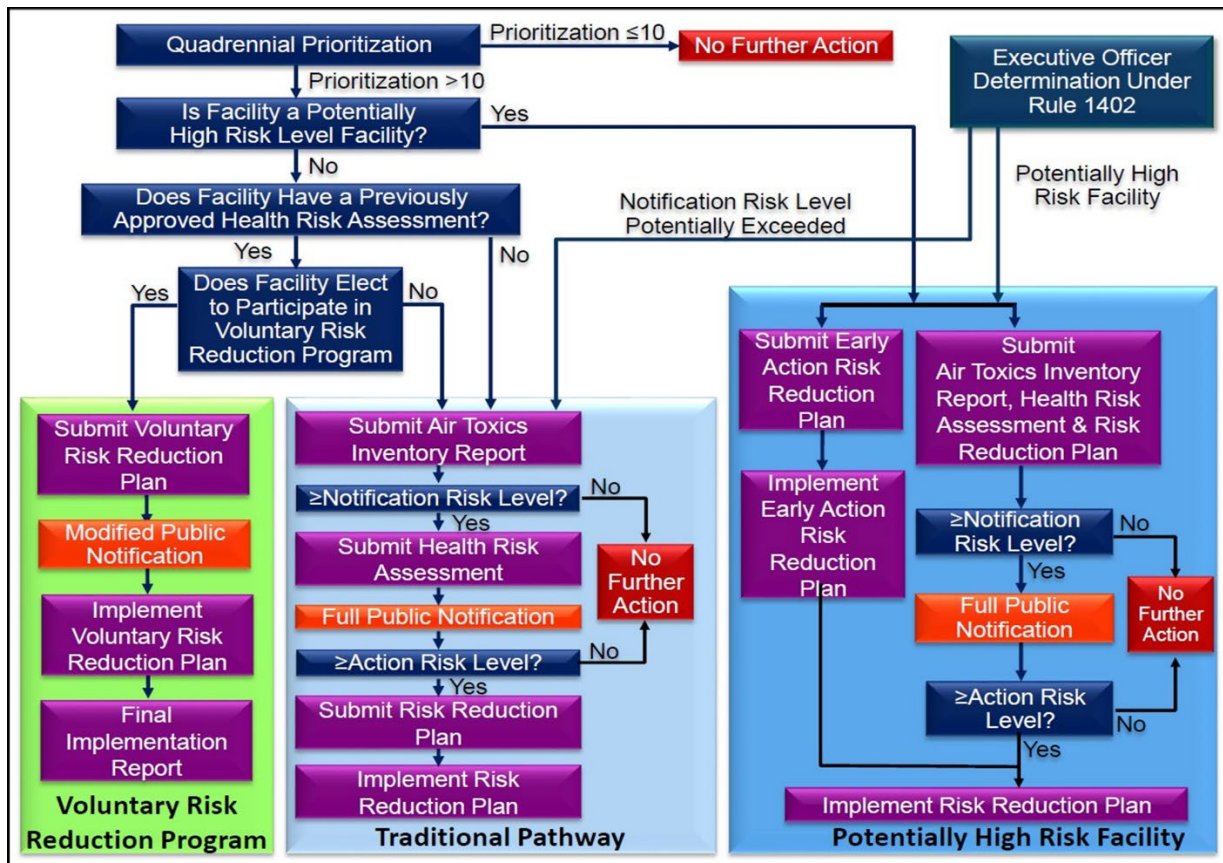 Quadrennial Prioritization
Prioritization ≤10
No Further Action
Executive Officer
Determination Under
Rule 1402
Prioritization >10
Is Facility a Potentially
High Risk Level Facility?
Yes
No
Does Facility Have a Previously
Approved Health Risk Assessment?
Notification Risk Level
Potentially Exceeded
Potentially High
Risk Facility
Yes
No
Yes
Does Facility Elect
to Participate in
Voluntary Risk
Reduction Program
No
Submit Voluntary
Risk Reduction
Plan
Modified Public
Notification
Implement
Voluntary Risk
Reduction Plan
Final
Implementation
Report
Voluntary Risk
Reduction Program
Submit Air Toxics
Inventory Report
≥Notification Risk Level?
No
Yes
Submit Health Risk
Assessment
No
Further
Action
Full Public Notification
≥Action Risk Level?
No
Yes
Submit Risk Reduction
Plan
Implement Risk
Reduction Plan
Traditional Pathway
Submit Early
Action Risk
Reduction
Plan
Implement
Early Action
Risk
Reduction
Plan
Submit
Air Toxics Inventory
Report, Health Risk
Assessment & Risk
Reduction Plan
≥Notification
Risk Level?
No
Yes
No
Further
Action
Full Public
Notification
≥Action Risk
Level?
No
Yes
Implement Risk Reduction Plan
Potentially High Risk Facility